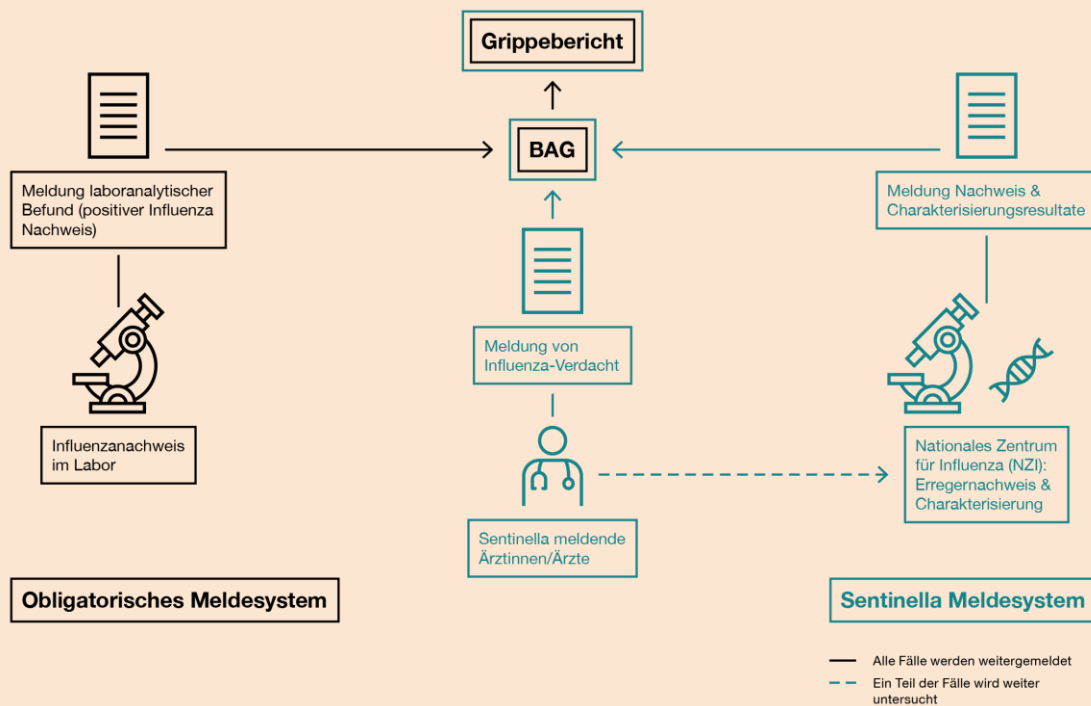 Grippebericht
BAG
Meldung laboranalytischer
Befund (positiver Influenza
Nachweis)
Meldung Nachweis &
Charakterisierungsresultate
Meldung von
Influenza-Verdacht
Influenzanachweis
im Labor
Nationales Zentrum
für Influenza (NZI):
Erregernachweis &
Charakterisierung
Sentinella meldende
Ärztinnen/Ärzte
Obligatorisches Meldesystem
Sentinella Meldesystem
Alle Fälle werden weitergemeldet
Ein Teil der Fälle wird weiter
untersucht